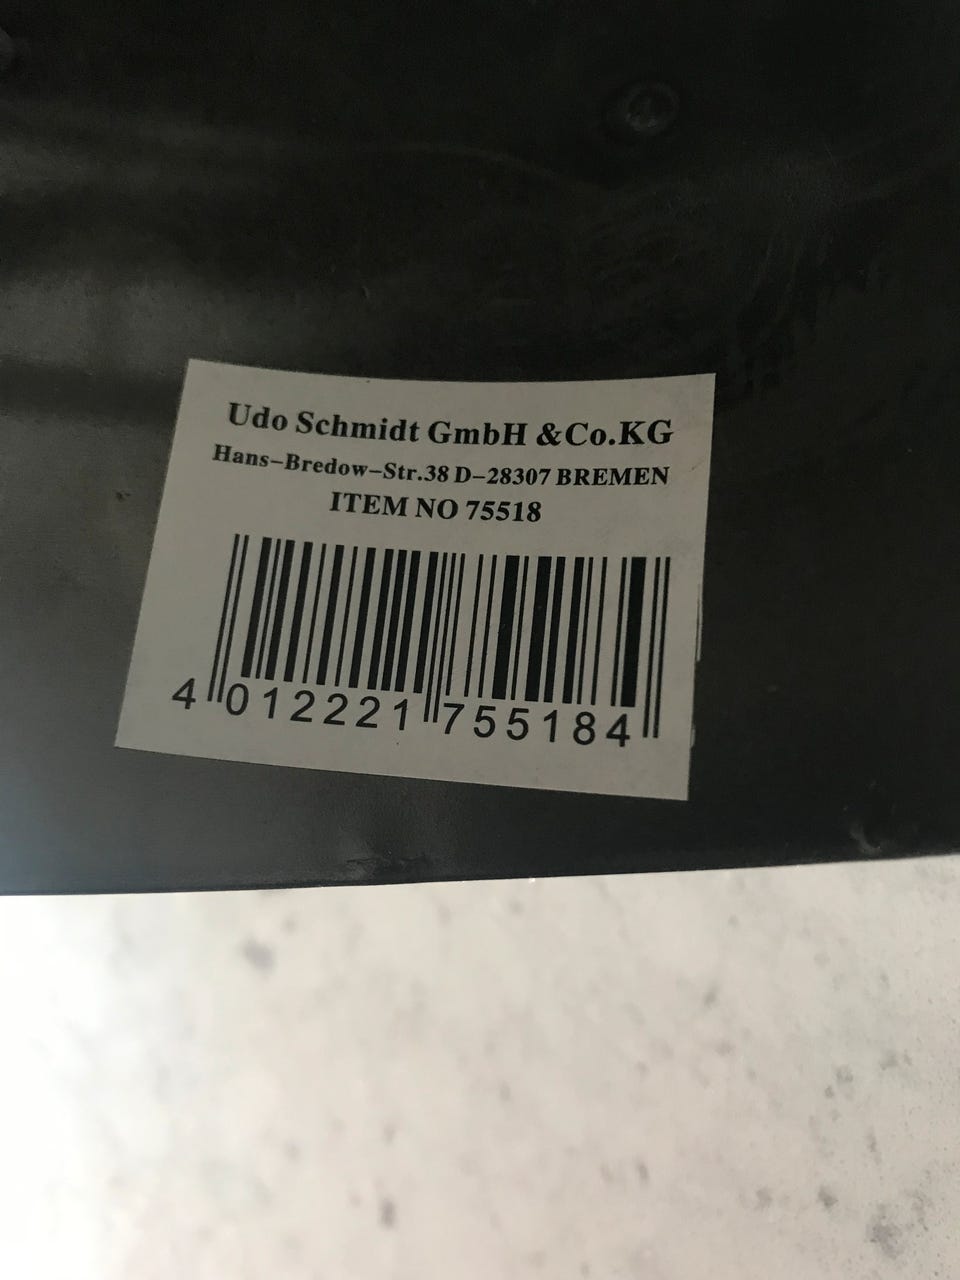 Udo Schmidt GmbH &Co.KG
Hans-Bredow-Str.38 D-28307 BREMEN
ITEM NO 75518
4 012221 755184